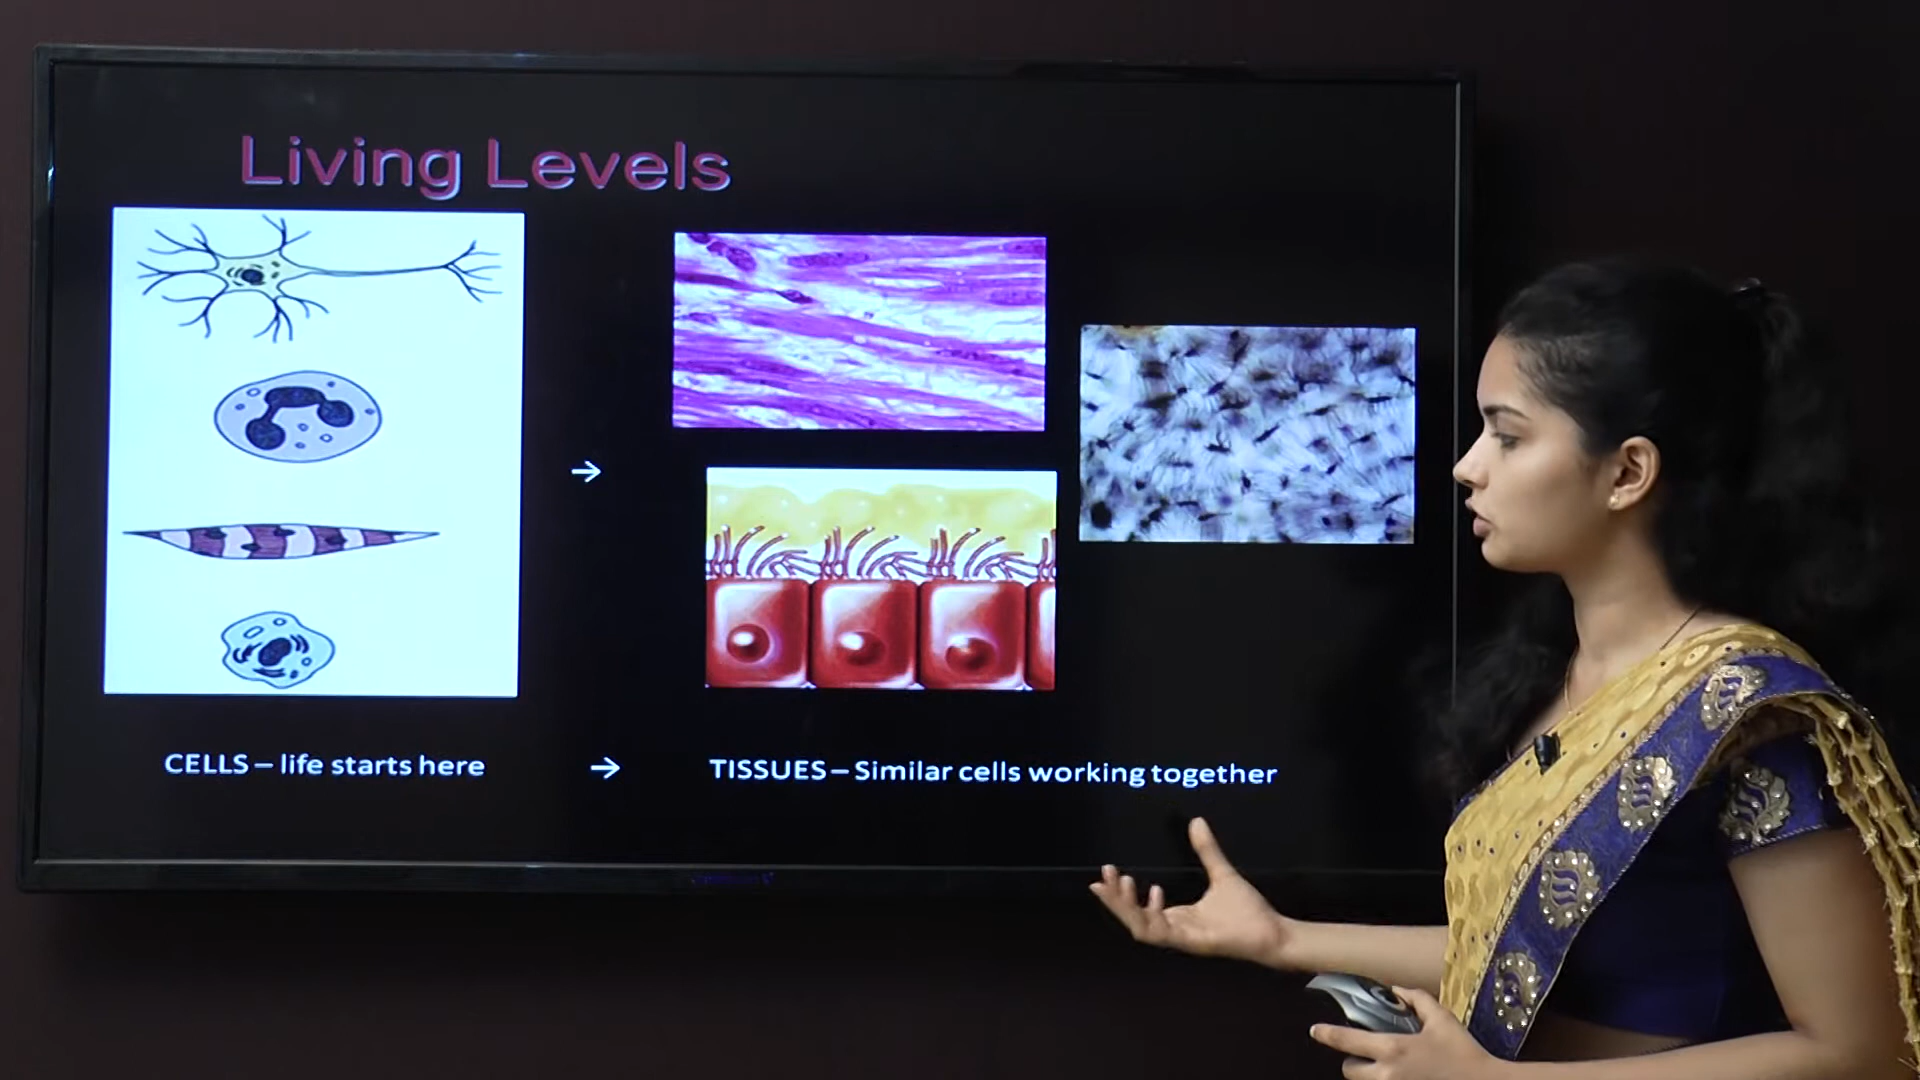 Living Levels
→
CELLS – life starts here → TISSUES – Similar cells working together